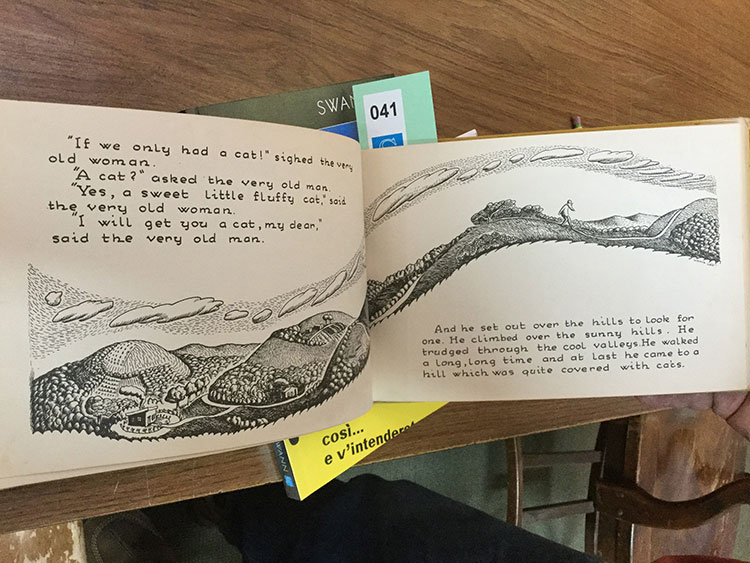 "If we only had a cat!" sighed the very
old woman.
"A cat?" asked the very old man.
"Yes, a sweet little fluffy cat," said
the very old woman.
"I will get you a cat, my dear,"
said the very old man.
And he set out over the hills to look for
one. He climbed over the sunny hills. He
trudged through the cool valleys. He walked
a long, long time and at last he came to a
hill which was quite covered with cats.
SWAN
041
così...
e v'intenderet